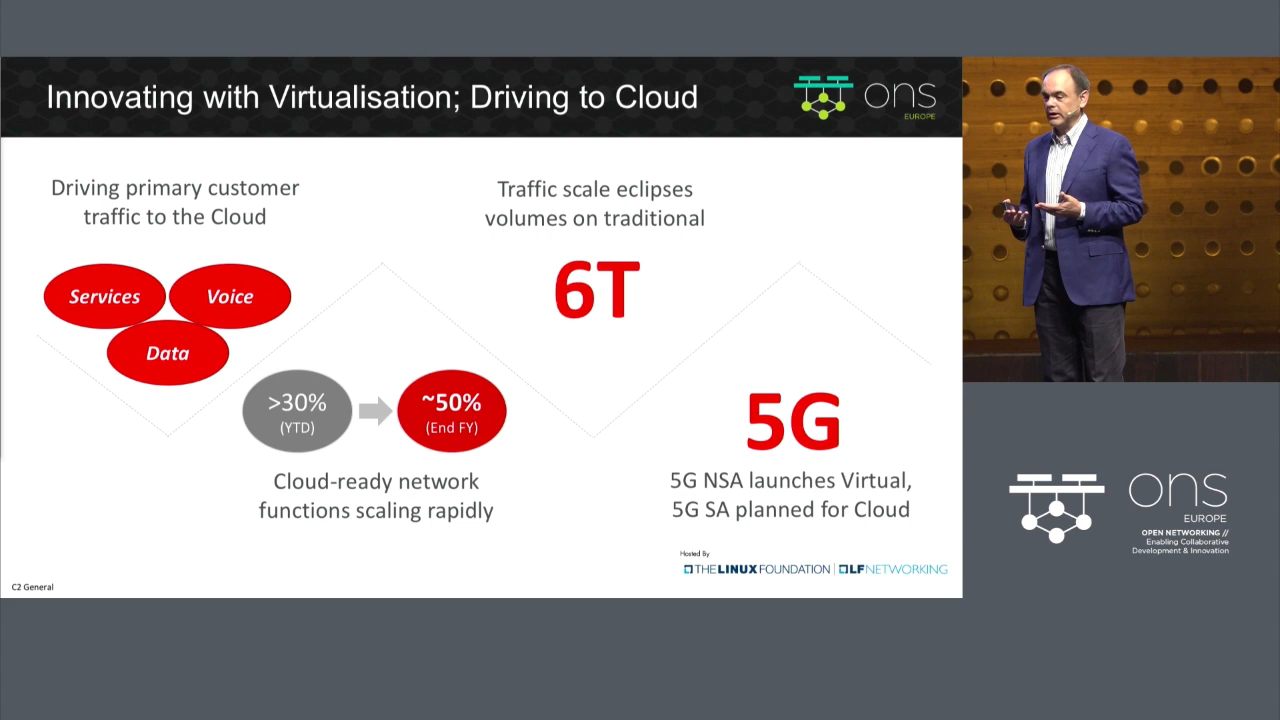 Innovating with Virtualisation; Driving to Cloud
ons
EUROPE
Driving primary customer
traffic to the Cloud
Services
Voice
Data
>30%
(YTD)
~50%
(End FY)
Cloud-ready network
functions scaling rapidly
Traffic scale eclipses
volumes on traditional
6T
5G
5G NSA launches Virtual,
5G SA planned for Cloud
Hosted By
THE LINUX FOUNDATION | LF NETWORKING
C2 General
ons
EUROPE
OPEN NETWORKING //
Enabling Collaborative
Development & Innovation